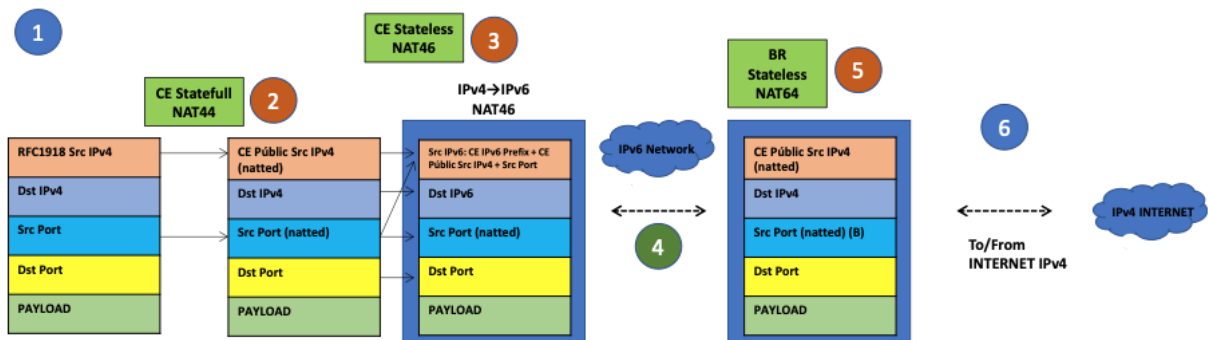 1
CE Stateless
NAT46
3
BR
Stateless
NAT64
5
CE Statefull
NAT44
2
IPv4→IPv6
NAT46
6
RFC1918 Src IPv4
Dst IPv4
Src Port
Dst Port
PAYLOAD
CE Públic Src IPv4
(natted)
Dst IPv4
Src Port (natted)
Dst Port
PAYLOAD
Src IPv6: CE IPv6 Prefix + CE
Públic Src IPv4 + Src Port
Dst IPv6
Src Port (natted)
Dst Port
PAYLOAD
IPv6 Network
4
CE Públic Src IPv4
(natted)
Dst IPv4
Src Port (natted) (B)
Dst Port
PAYLOAD
To/From
INTERNET IPv4
IPv4 INTERNET